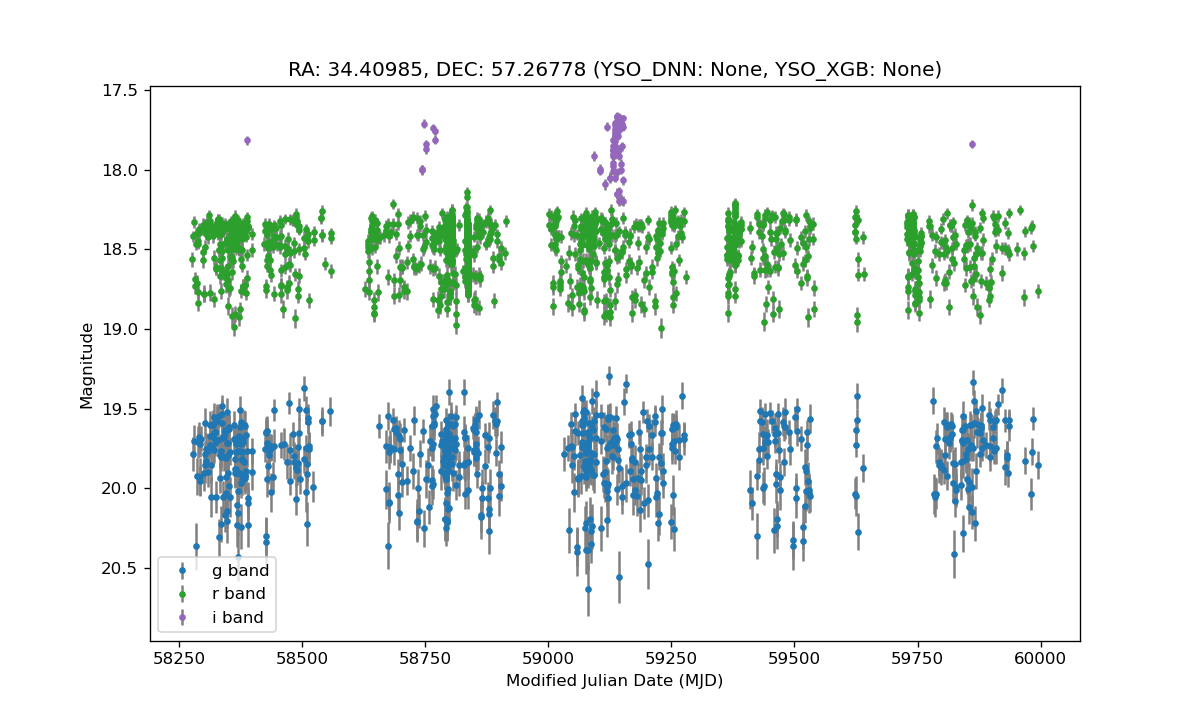 RA: 34.40985, DEC: 57.26778 (YSO_DNN: None, YSO_XGB: None)
17.5
18.0
18.5
19.0
19.5
20.0
20.5
Magnitude
g band
r band
i band
58250 58500 58750 59000 59250 59500 59750 60000
Modified Julian Date (MJD)